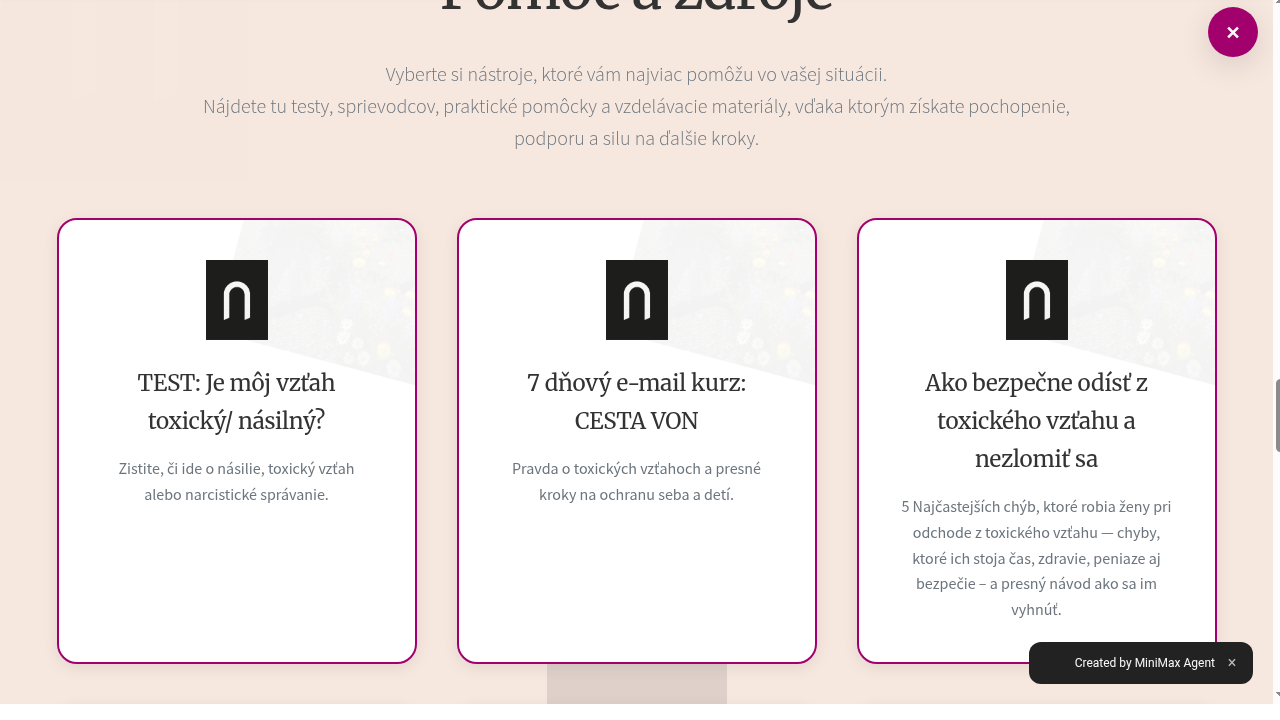 Pomoc a zdroje
Vyberte si nástroje, ktoré vám najviac pomôžu vo vašej situácii.
Nájdete tu testy, sprievodcov, praktické pomôcky a vzdelávacie materiály, vďaka ktorým získate pochopenie,
podporu a silu na ďalšie kroky.
TEST: Je môj vzťah
toxický/ násilný?
Zistite, či ide o násilie, toxický vzťah
alebo narcistické správanie.
7 dňový e-mail kurz:
CESTA VON
Pravda o toxických vzťahoch a presné
kroky na ochranu seba a detí.
Ako bezpečne odísť z
toxického vzťahu a
nezlomiť sa
5 Najčastejších chýb, ktoré robia ženy pri
odchode z toxického vzťahu — chyby,
ktoré ich stoja čas, zdravie, peniaze aj
bezpečie – a presný návod ako sa im
vyhnúť.
Created by MiniMax Agent ×